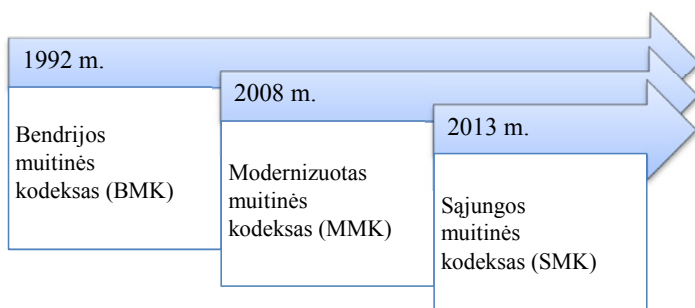 1992 m.
Bendrijos
muitinės
kodeksas (BMK)
2008 m.
Modernizuotas
muitinės
kodeksas (MMK)
2013 m.
Sąjungos
muitinės
kodeksas (SMK)